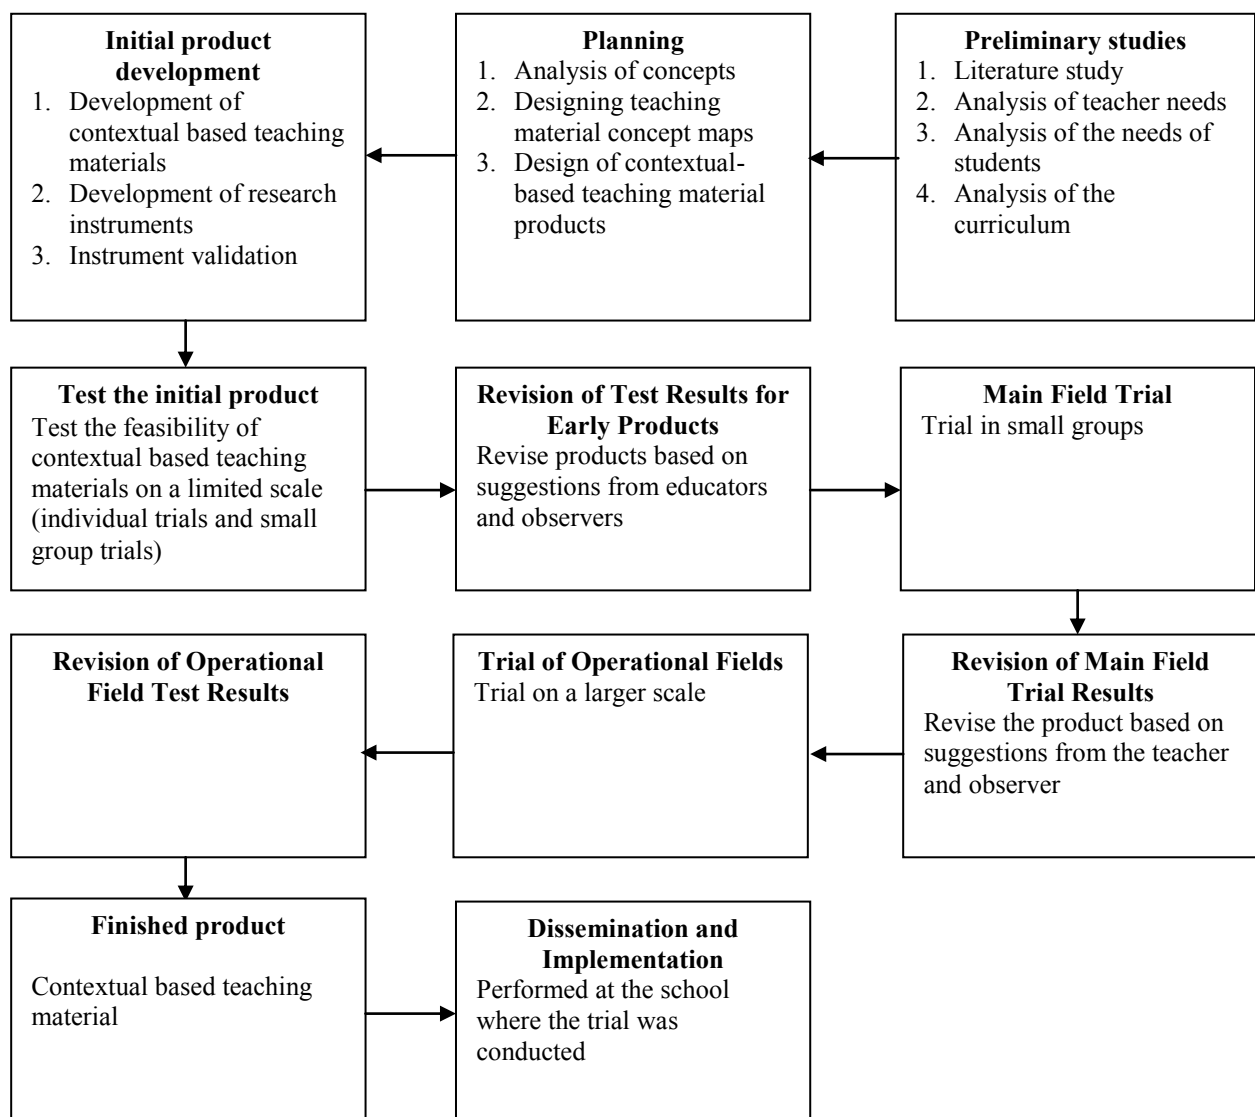 Initial product
development
1. Development of
contextual based teaching
materials
2. Development of research
instruments
3. Instrument validation
Planning
1. Analysis of concepts
2. Designing teaching
material concept maps
3. Design of contextual-
based teaching material
products
Preliminary studies
1. Literature study
2. Analysis of teacher needs
3. Analysis of the needs of
students
4. Analysis of the
curriculum
Test the initial product
Test the feasibility of
contextual based teaching
materials on a limited scale
(individual trials and small
group trials)
Revision of Test Results for
Early Products
Revise products based on
suggestions from educators
and observers
Main Field Trial
Trial in small groups
Revision of Operational
Field Test Results
Trial of Operational Fields
Trial on a larger scale
Revision of Main Field
Trial Results
Revise the product based on
suggestions from the teacher
and observer
Finished product
Contextual based teaching
material
Dissemination and
Implementation
Performed at the school
where the trial was
conducted